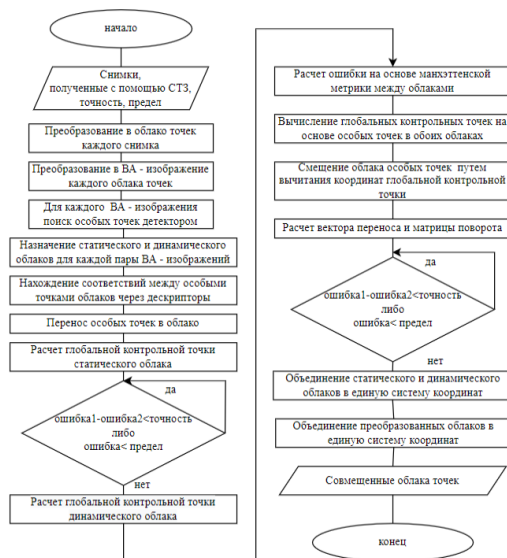 начало
Снимки,
полученные с помощью СТЗ,
точность, предел
Преобразование в облако точек
каждого снимка
Преобразование в ВА - изображение
каждого облака точек
Для каждого ВА - изображения
поиск особых точек детектором
Назначение статического и динамического
облаков для каждой пары ВА - изображений
Нахождение соответствий между особыми
точками облаков через дескрипторы
Перенос особых точек в облако
Расчет глобальной контрольной точки
статического облака
да
ошибка1-ошибка2<точность
либо
ошибка< предел
нет
Расчет глобальной контрольной точки
динамического облака
Расчет ошибки на основе манхэттенской
метрики между облаками
Вычисление глобальных контрольных точек на
основе особых точек в обоих облаках
Смещение облака особых точек путем
вычитания координат глобальной контрольной
точки
Расчет вектора переноса и матрицы поворота
да
ошибка1-ошибка2<точность
либо
ошибка< предел
нет
Объединение статического и динамического
облаков в единую систему координат
Объединение преобразованных облаков в
единую систему координат
Совмещенные облака точек
конец